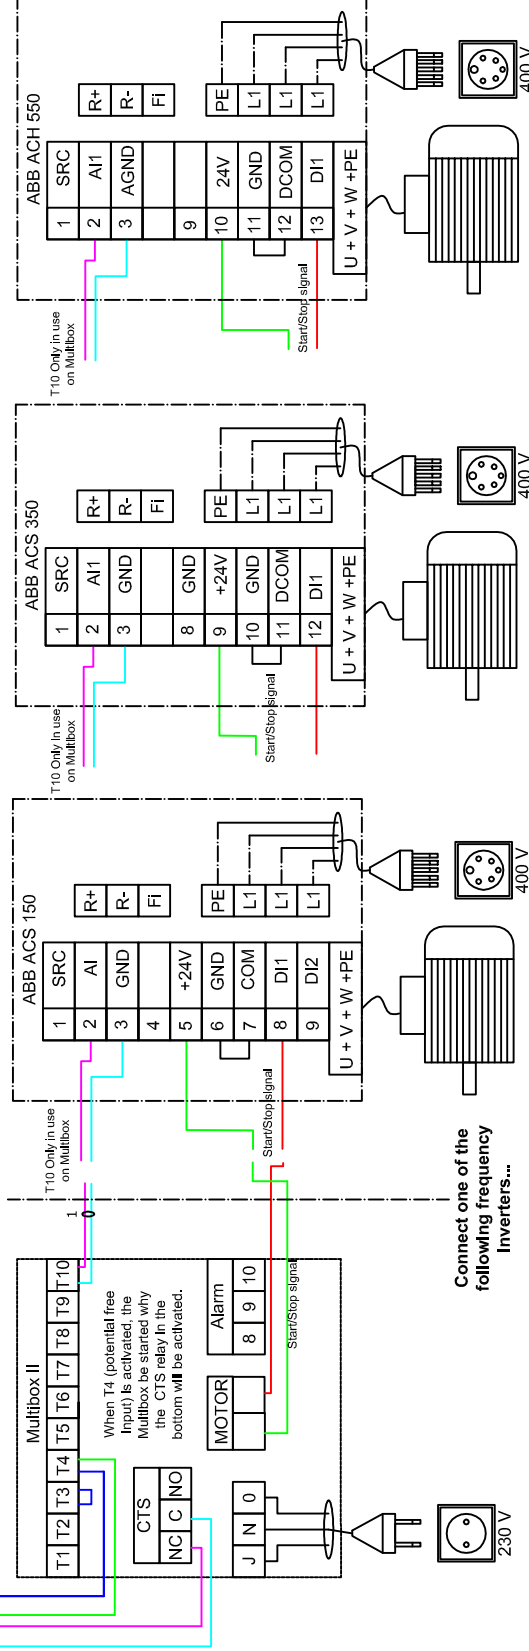 Multibox II
T1 T2 T3 T4 T5 T6 T7 T8 T9 T10
When T4 (potential free
Input) is activated, the
Multibox be started why
the CTS relay in the
bottom will be activated.
CTS
NC C NO
MOTOR
Alarm
8 9 10
J N 0
Start/Stop signal
230 V
1
0
Connect one of the
following frequency
Inverters...
ABB ACS 150
T10 Only in use
on Multibox
1 SRC
2 AI
3 GND
4
5 +24V
6 GND
7 COM
8 DI1
9 DI2
U + V + W +PE
R+
R-
Fi
PE
L1
L1
L1
Start/Stop signal
400 V
ABB ACS 350
T10 Only in use
on Multibox
1 SRC
2 AI1
3 GND
8 GND
9 +24V
10 GND
11 DCOM
12 DI1
U + V + W +PE
R+
R-
Fi
PE
L1
L1
L1
Start/Stop signal
400 V
ABB ACH 550
T10 Only in use
on Multibox
1 SRC
2 AI1
3 AGND
9
10 24V
11 GND
12 DCOM
13 DI1
U + V + W +PE
R+
R-
Fi
PE
L1
L1
L1
Start/Stop signal
400 V